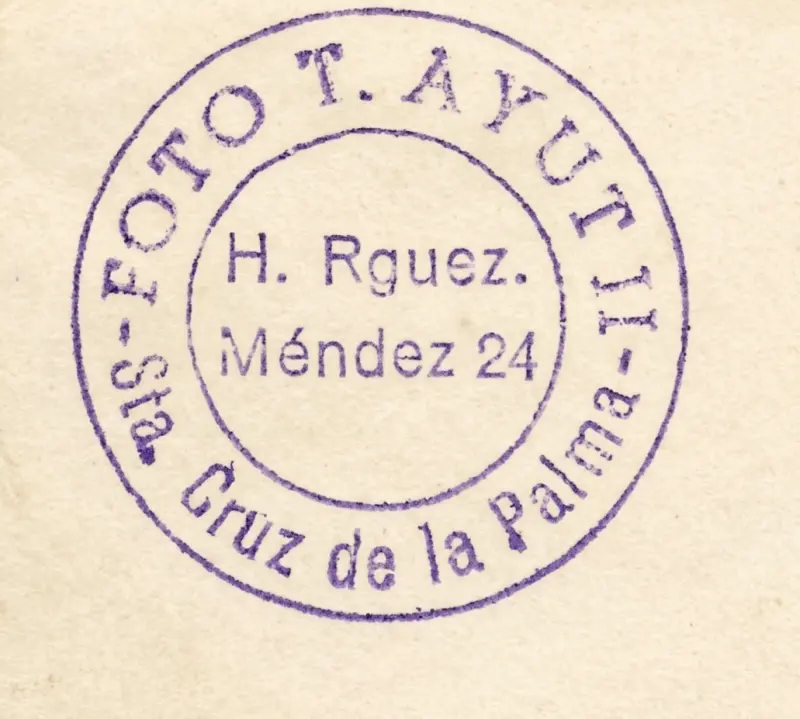 FOTO T. AYUT II
H. Rguez.
Méndez 24
-Sta. Cruz de la Palma-